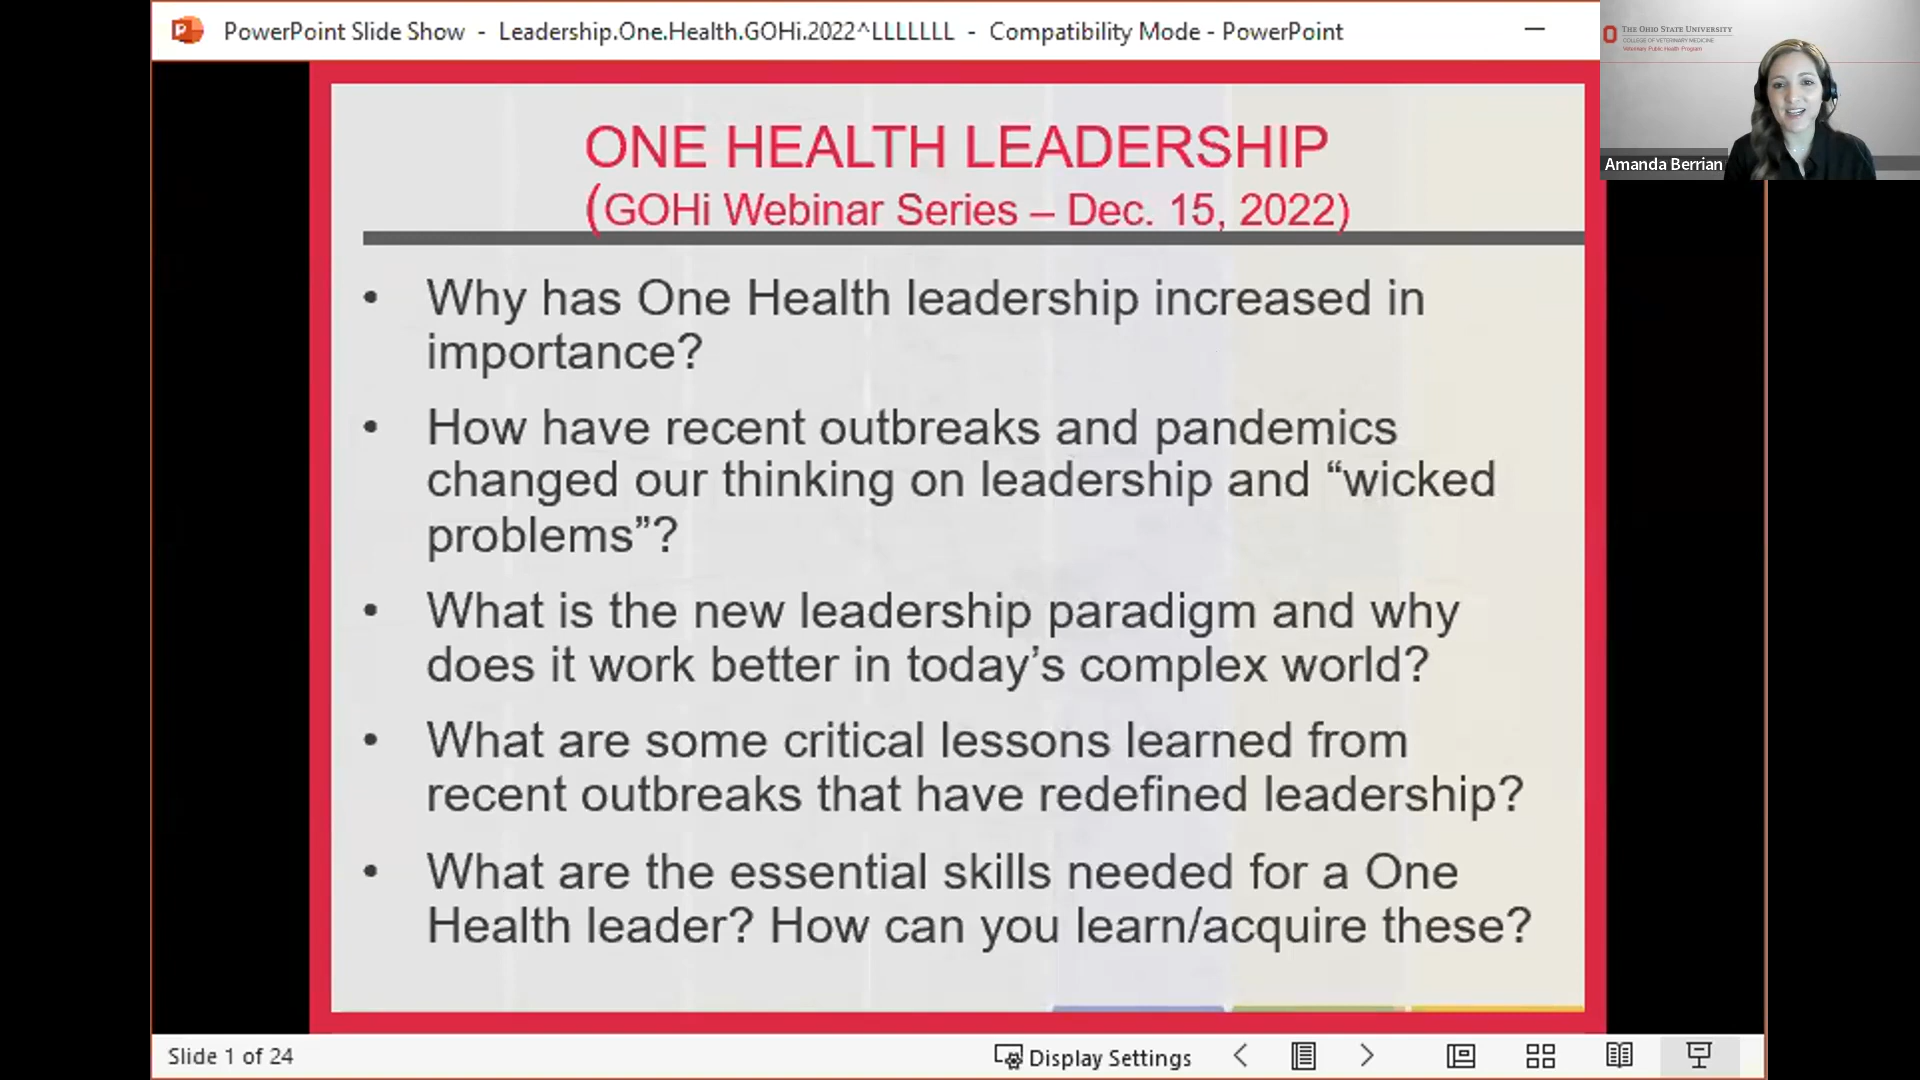 PowerPoint Slide Show - Leadership.One.Health.GOHi.2022^LLLLLLL - Compatibility Mode - PowerPoint
THE OHIO STATE UNIVERSITY
COLLEGE OF VETERINARY MEDICINE
Veterinary Public Health Program
Amanda Berrian
ONE HEALTH LEADERSHIP
(GOHi Webinar Series – Dec. 15, 2022)
• Why has One Health leadership increased in
importance?
• How have recent outbreaks and pandemics
changed our thinking on leadership and “wicked
problems”?
• What is the new leadership paradigm and why
does it work better in today’s complex world?
• What are some critical lessons learned from
recent outbreaks that have redefined leadership?
• What are the essential skills needed for a One
Health leader? How can you learn/acquire these?
Slide 1 of 24
Display Settings